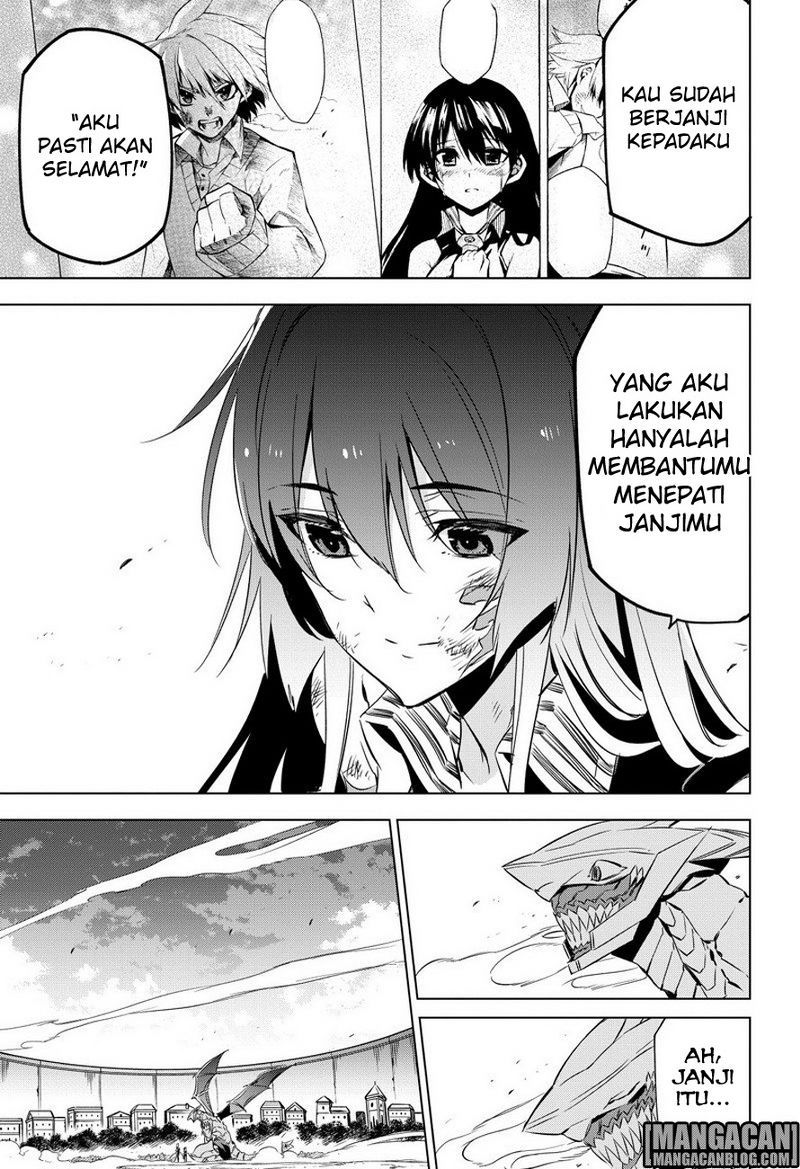 KAU SUDAH
BERJANJI
KEPADAKU
"AKU
PASTI AKAN
SELAMAT!"
YANG AKU
LAKUKAN
HANYALAH
MEMBANTUMU
MENEPATI
JANJIMU
AH,
JANJI
ITU...
[MANGACAN]
MANGACANBLOG.COM